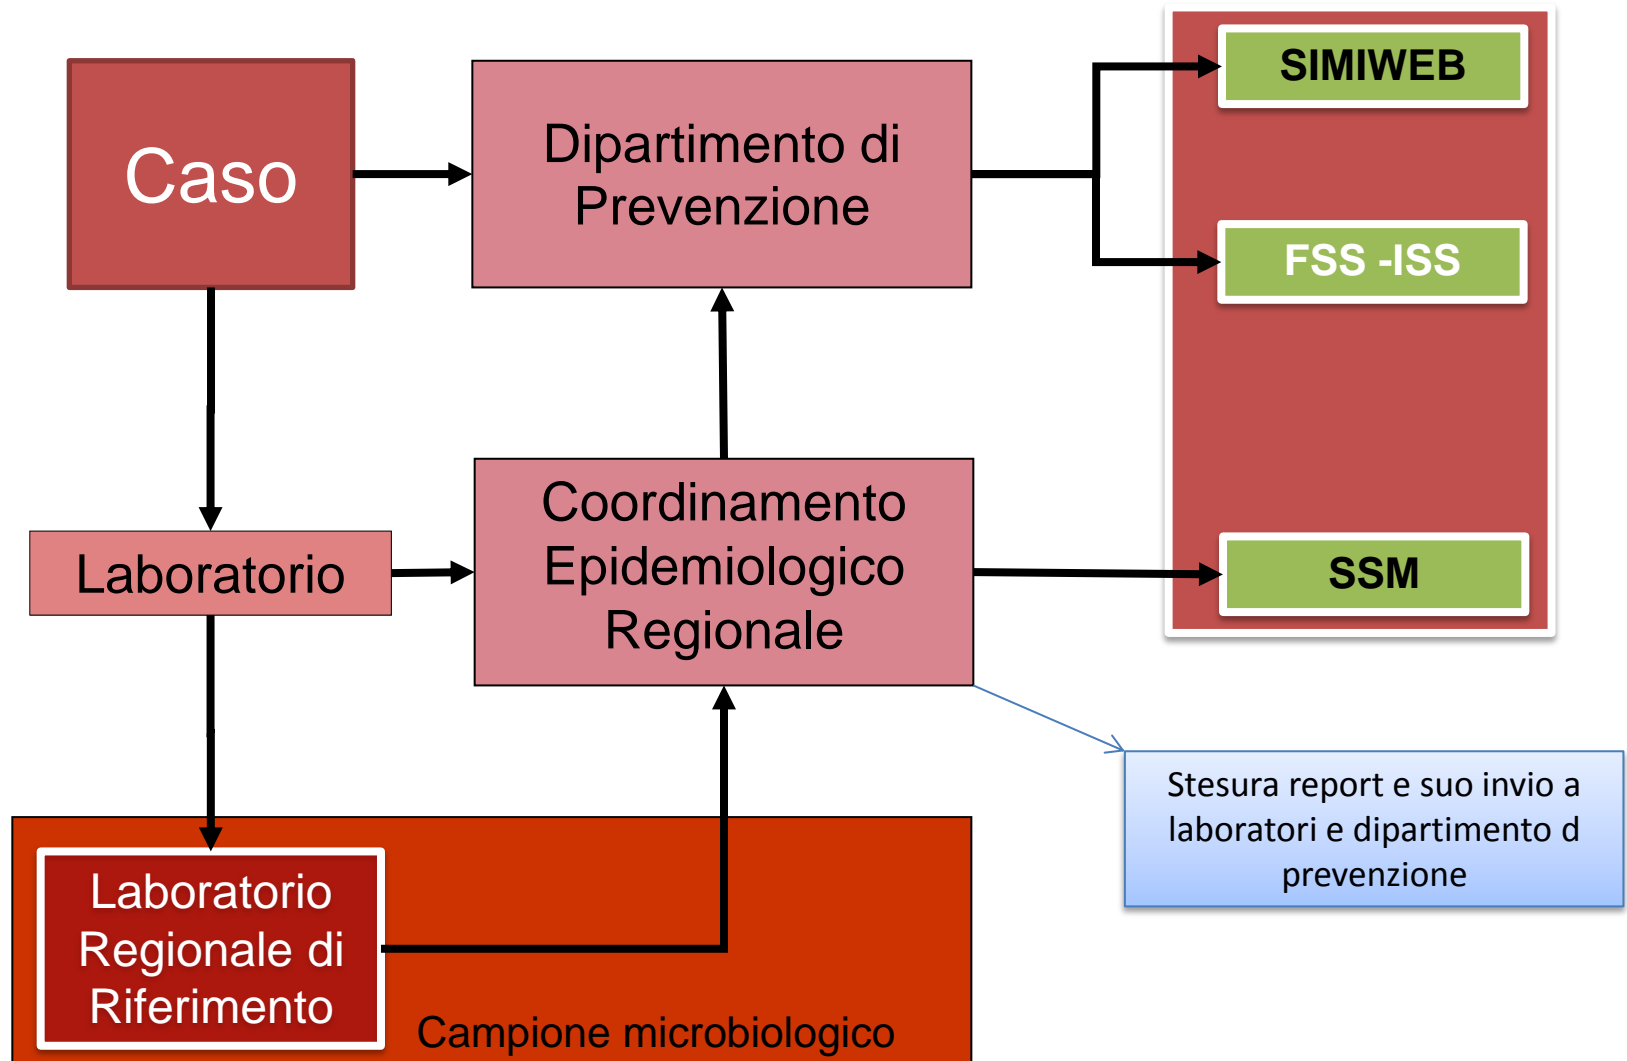 Caso
Dipartimento di
Prevenzione
SIMIWEB
FSS -ISS
Laboratorio
Coordinamento
Epidemiologico
Regionale
SSM
Stesura report e suo invio a
laboratori e dipartimento d
prevenzione
Laboratorio
Regionale di
Riferimento
Campione microbiologico